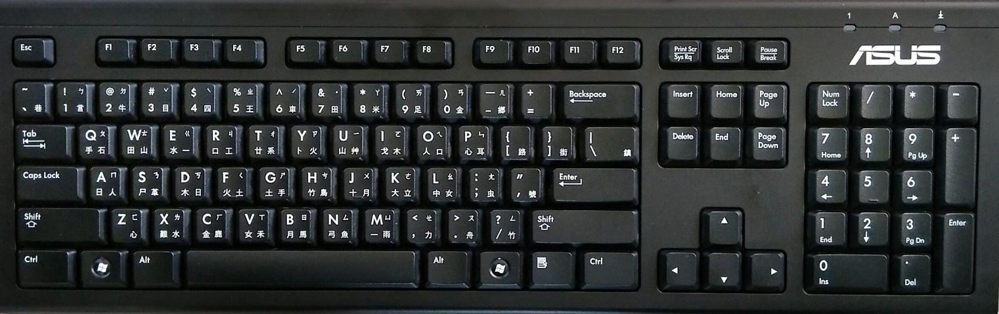 1 A
Esc F1 F2 F3 F4 F5 F6 F7 F8 F9 F10 F11 F12 Print Scr Scroll Pause ASUS
Sys Rq Lock Break
~ ! ㄅ @ ㄉ # ˇ $ ˋ % ㄓ ^ ˊ & ˙ * ㄚ ( ㄞ ) ㄢ — ㄦ + Backspace Insert Home Page Num / * -
、 巷 1 言 2 牛 3 目 4 四 5 王 6 車 7 田 8 米 9 足 0 金 – 鄉 = Up Lock
Tab Q ㄆ W ㄊ E ㄍ R ㄐ T ㄔ Y ㄗ U ㄧ I ㄛ O ㄟ P ㄣ { } | Delete End Page 7 8 9 +
手 石 田 山 水 一 口 工 廿 系 卜 火 山 艸 戈 木 人 口 心 耳 [ 路 ] 街 \ 鎮 Down Home ↑ Pg Up
Caps Lock A ㄇ S ㄋ D ㄎ F ㄑ G ㄕ H ㄘ J ㄨ K ㄜ L ㄠ : ㄤ " Enter 4 5 6
日 人 尸 革 木 日 火 土 土 手 竹 鳥 十 月 大 立 中 女 ; 虫 , 號 ← →
Shift Z ㄈ X ㄌ C ㄏ V ㄒ B ㄖ N ㄙ M ㄩ < ㄝ > ㄡ ? ㄥ Shift 1 2 3 Enter
心 難 水 金 鹿 女 禾 月 馬 弓 魚 一 雨 , 力 . 舟 / 竹 End ↓ Pg Dn
Ctrl Alt Alt Ctrl 0 .
Ins Del